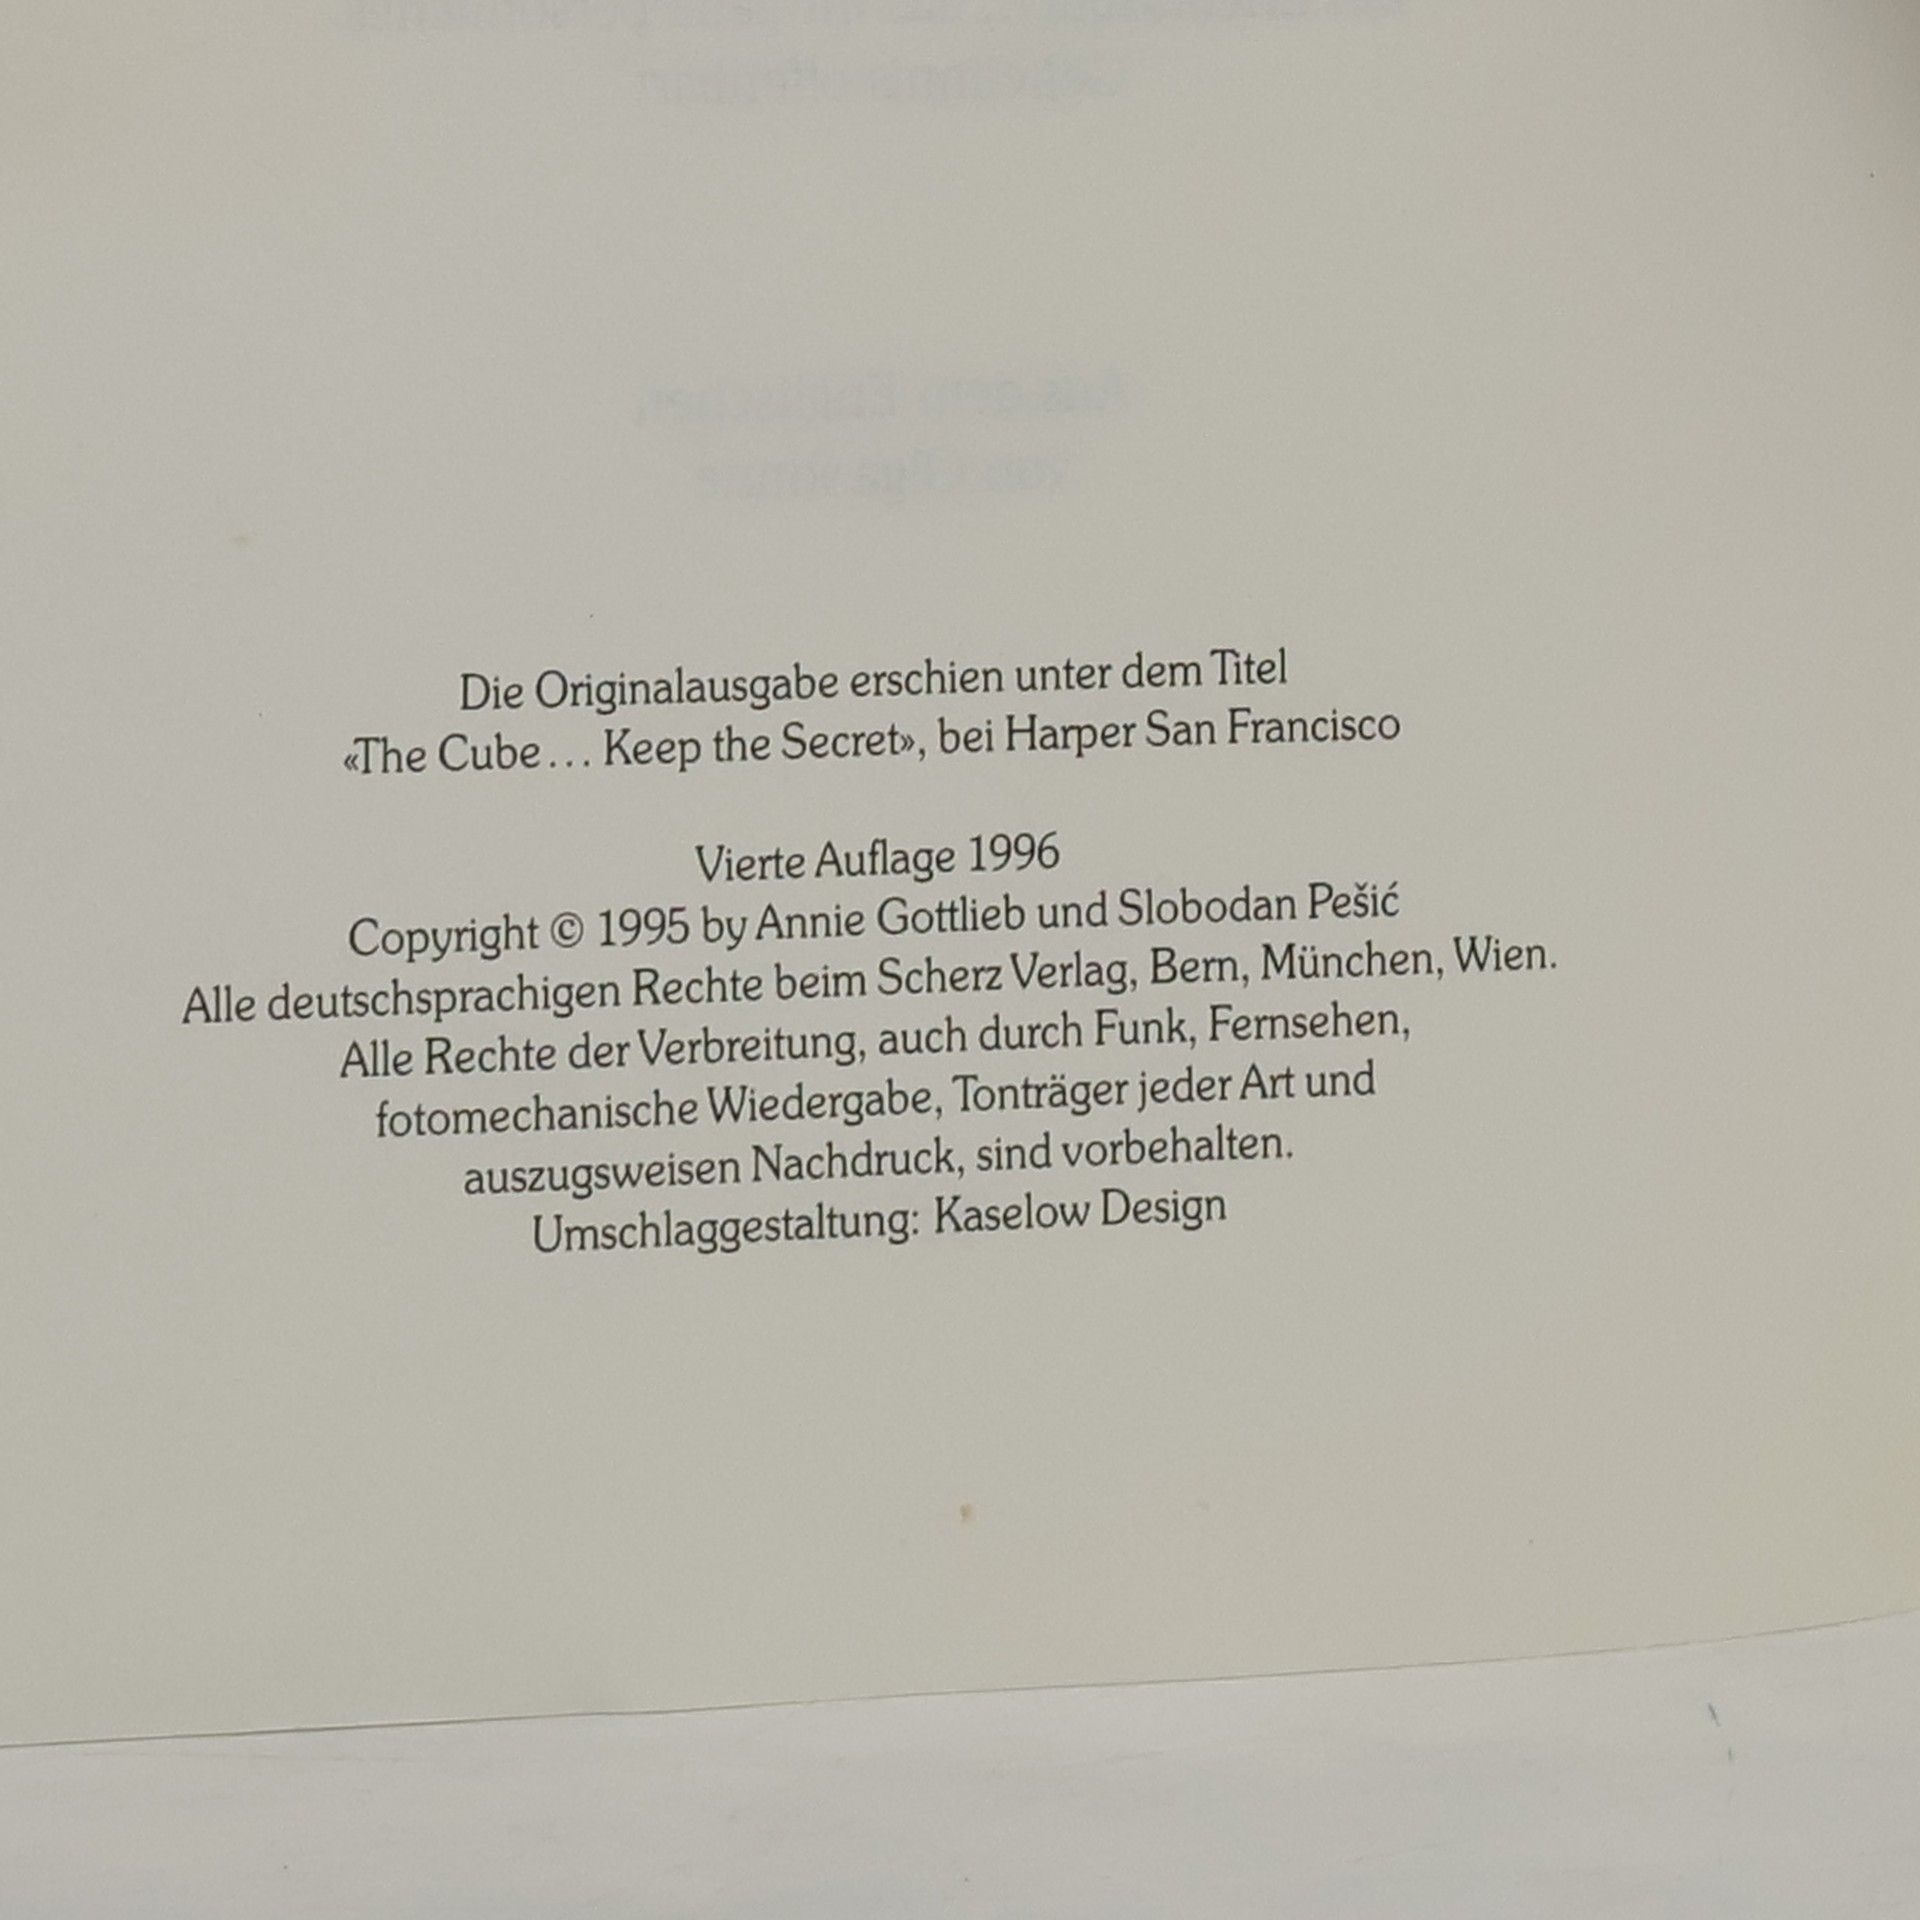 Die Originalausgabe erschien unter dem Titel
«The Cube... Keep the Secret», bei Harper San Francisco
Vierte Auflage 1996
Copyright © 1995 by Annie Gottlieb und Slobodan Pešić
Alle deutschsprachigen Rechte beim Scherz Verlag, Bern, München, Wien.
Alle Rechte der Verbreitung, auch durch Funk, Fernsehen,
fotomechanische Wiedergabe, Tonträger jeder Art und
auszugsweisen Nachdruck, sind vorbehalten.
Umschlaggestaltung: Kaselow Design